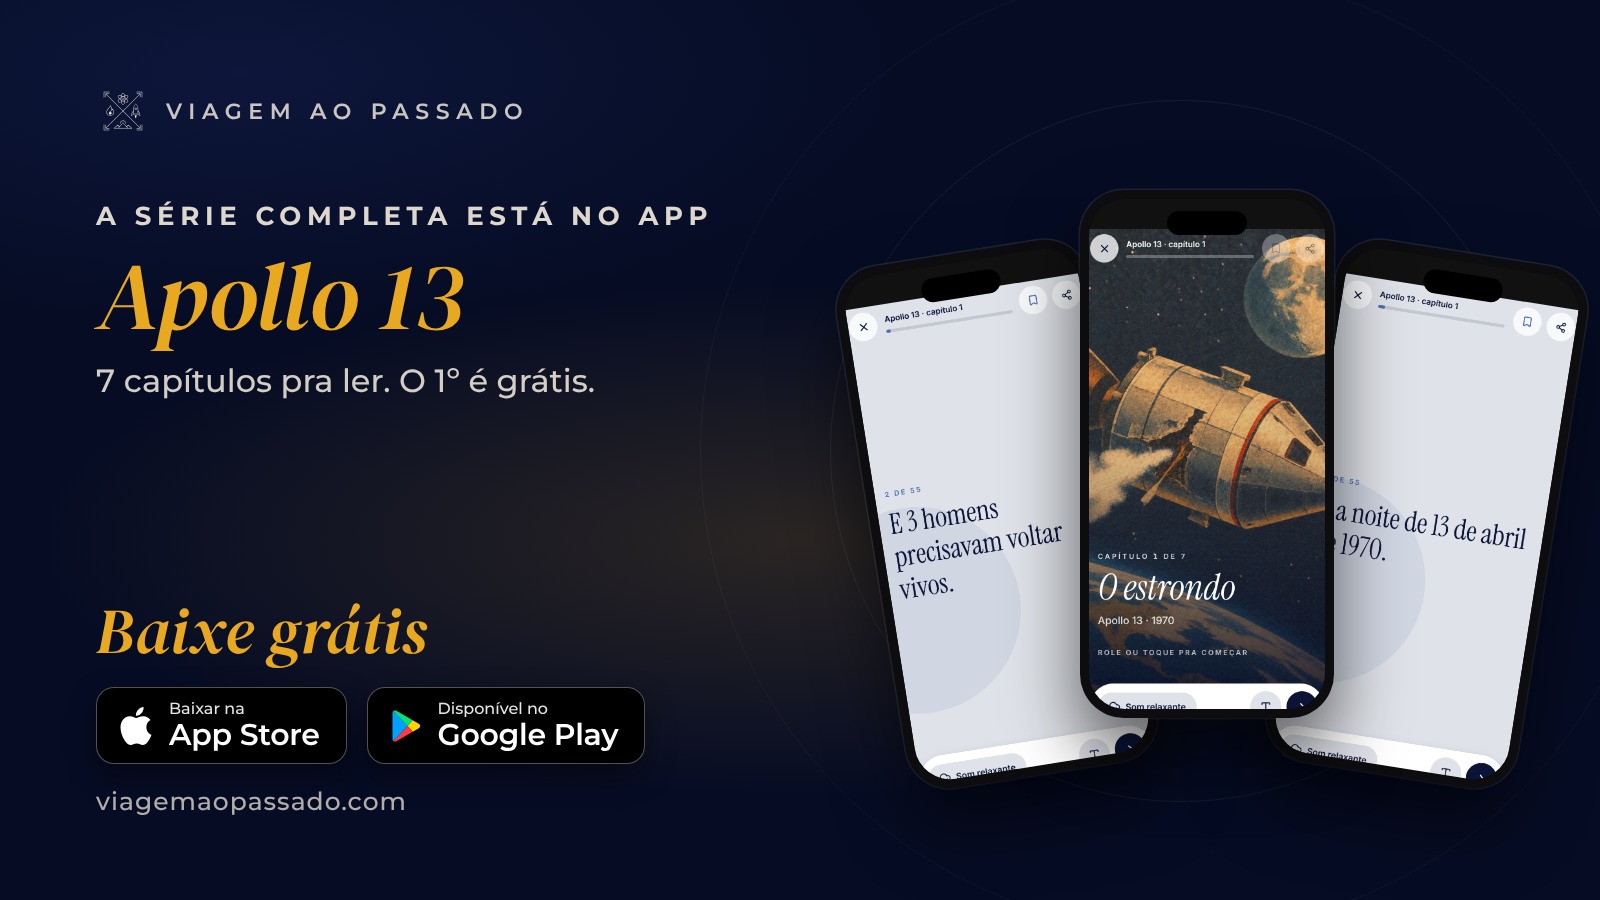 VIAGEM AO PASSADO
A SÉRIE COMPLETA ESTÁ NO APP
Apollo 13
7 capítulos pra ler. O 1º é grátis.
Baixe grátis
Baixar na
App Store
Disponível no
Google Play
viagemaopassado.com
Apollo 13 · capítulo 1
2 DE 55
E 3 homens
precisavam voltar
vivos.
Som relaxante
Apollo 13 · capítulo 1
CAPÍTULO 1 DE 7
O estrondo
Apollo 13 · 1970
ROLE OU TOQUE PRA COMEÇAR
Som relaxante
T
Apollo 13 · capítulo 1
DE 55
a noite de 13 de abril
1970.
Som relaxante
T